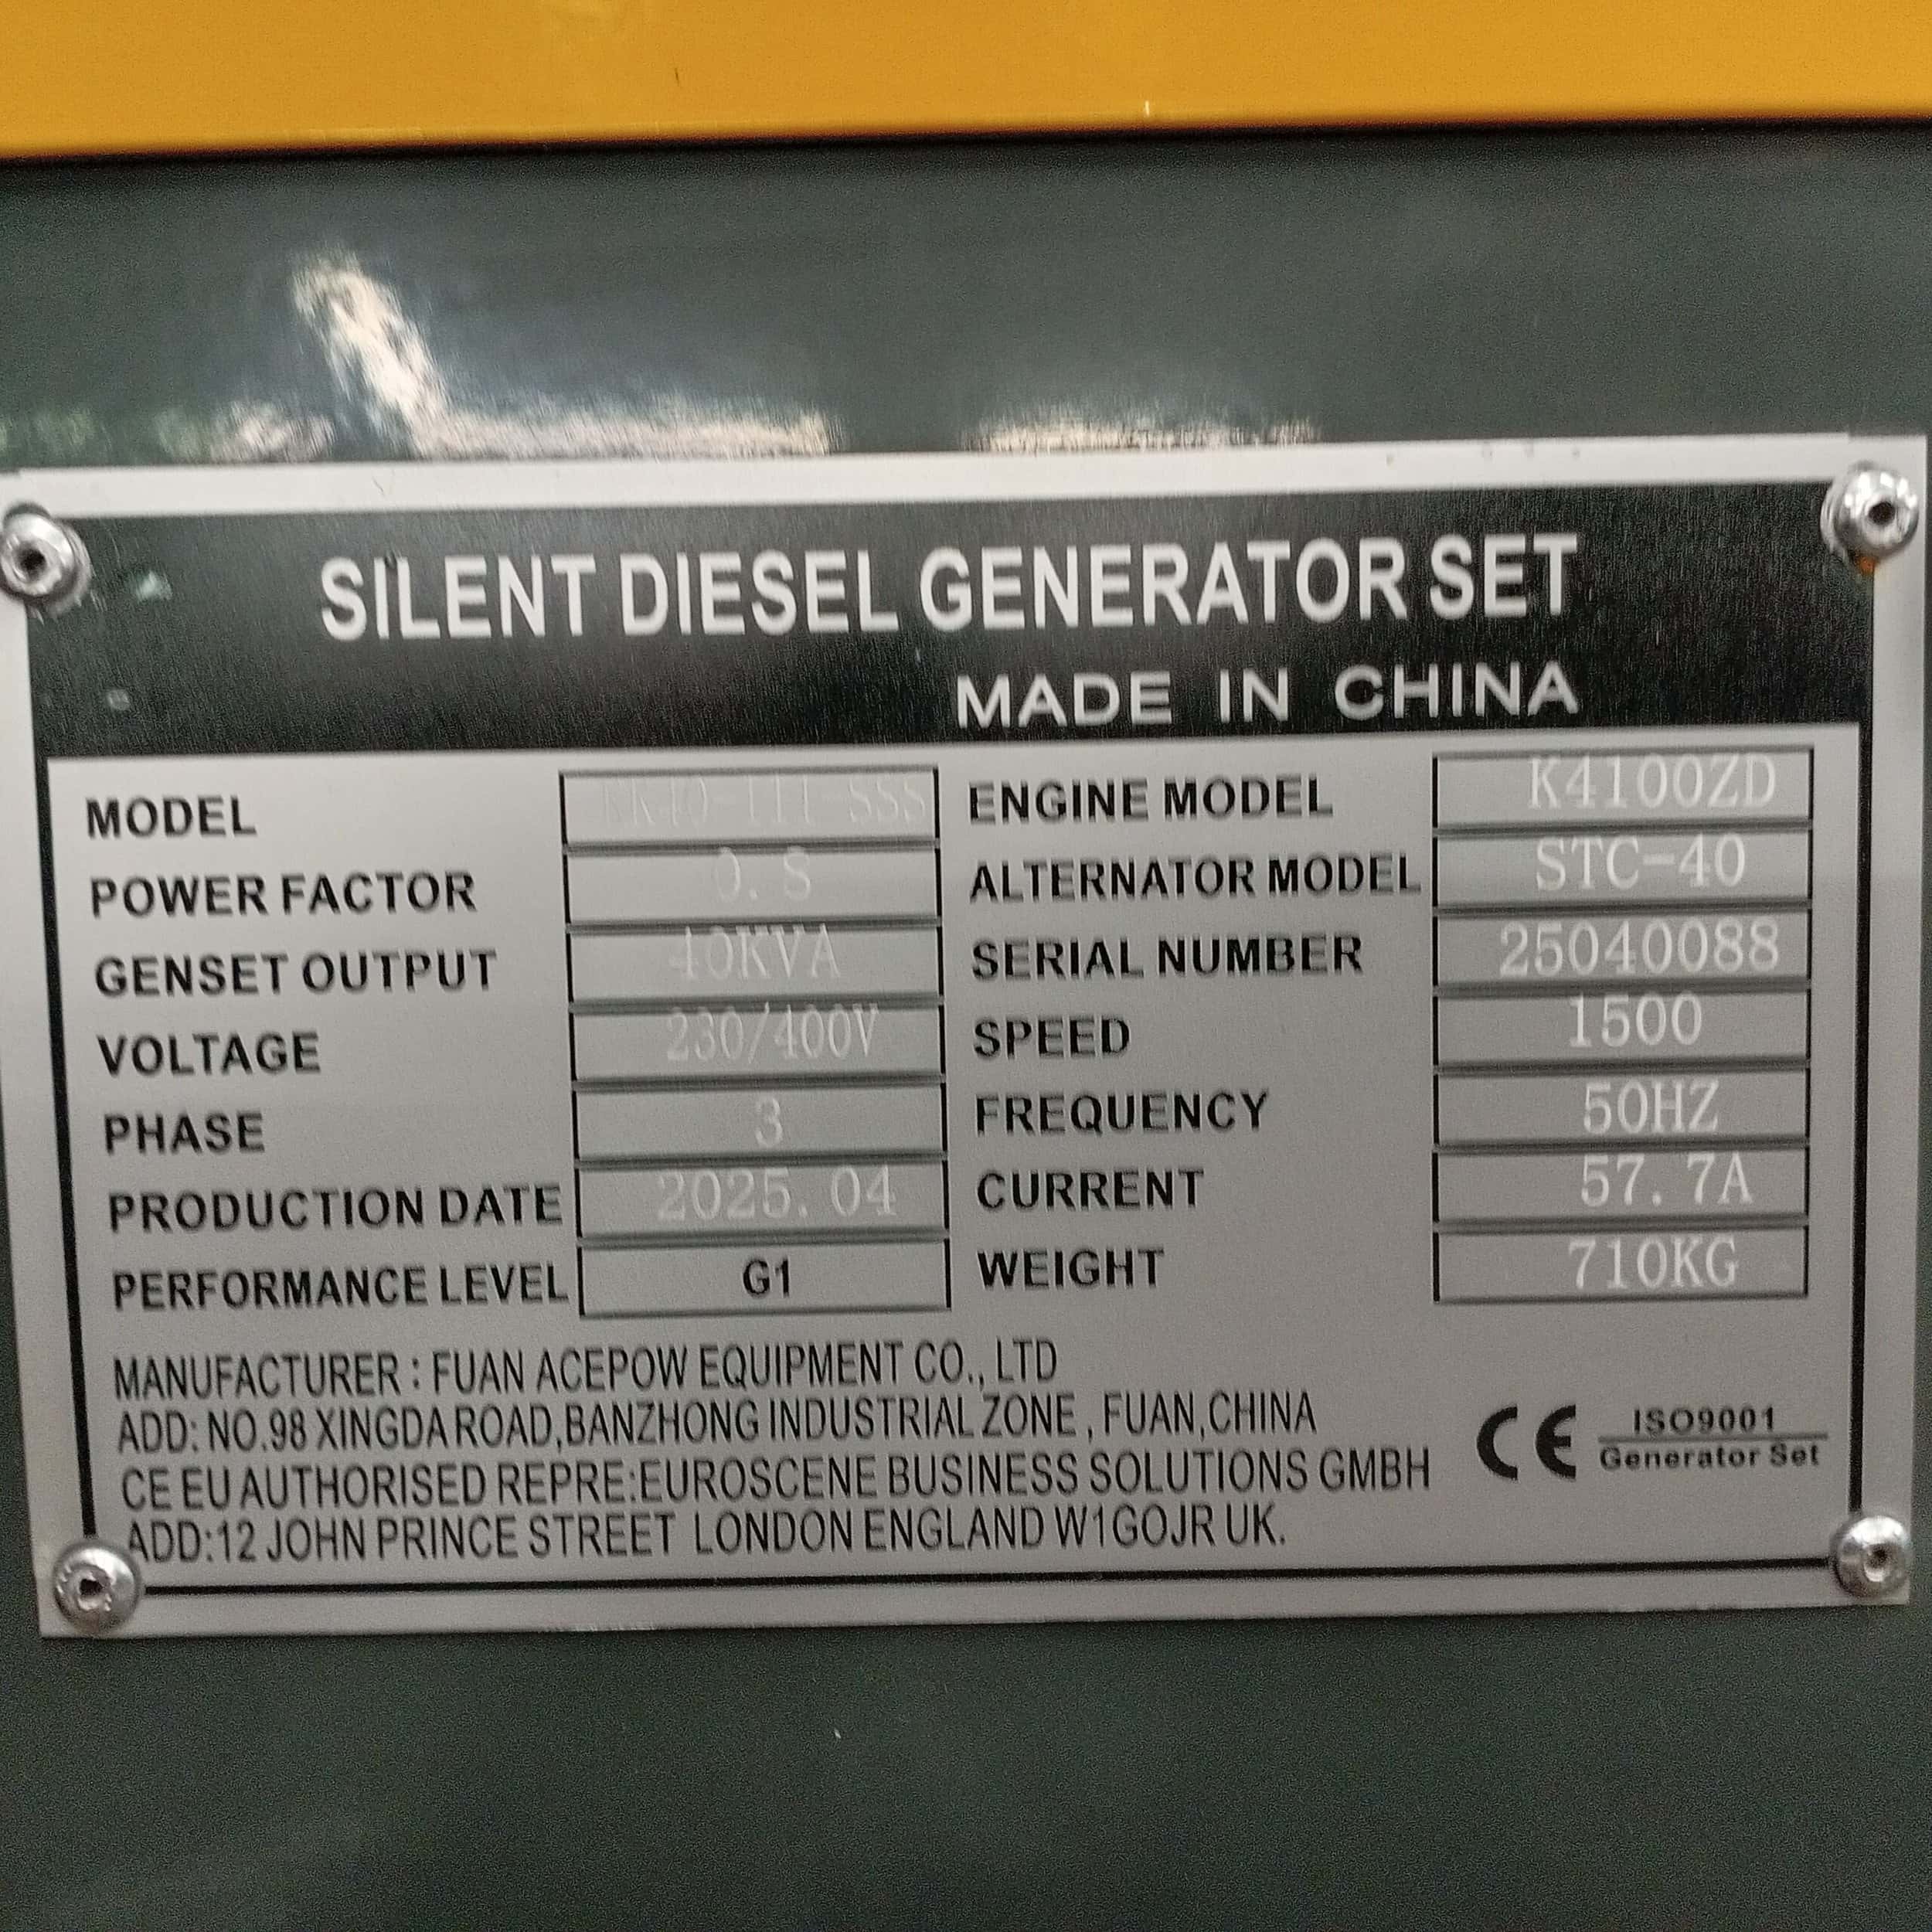 SILENT DIESEL GENERATOR SET
MADE IN CHINA
MODEL
POWER FACTOR 0.8
GENSET OUTPUT 40KVA
VOLTAGE 230/400V
PHASE 3
PRODUCTION DATE 2025.04
PERFORMANCE LEVEL G1
ENGINE MODEL K4100ZD
ALTERNATOR MODEL STC-40
SERIAL NUMBER 25040088
SPEED 1500
FREQUENCY 50HZ
CURRENT 57.7A
WEIGHT 710KG
MANUFACTURER : FUAN ACEPOW EQUIPMENT CO., LTD
ADD: NO.98 XINGDA ROAD,BANZHONG INDUSTRIAL ZONE , FUAN,CHINA
CE EU AUTHORISED REPRE:EUROSCENE BUSINESS SOLUTIONS GMBH
ADD:12 JOHN PRINCE STREET LONDON ENGLAND W1GOJR UK.
CE
ISO9001
Generator Set